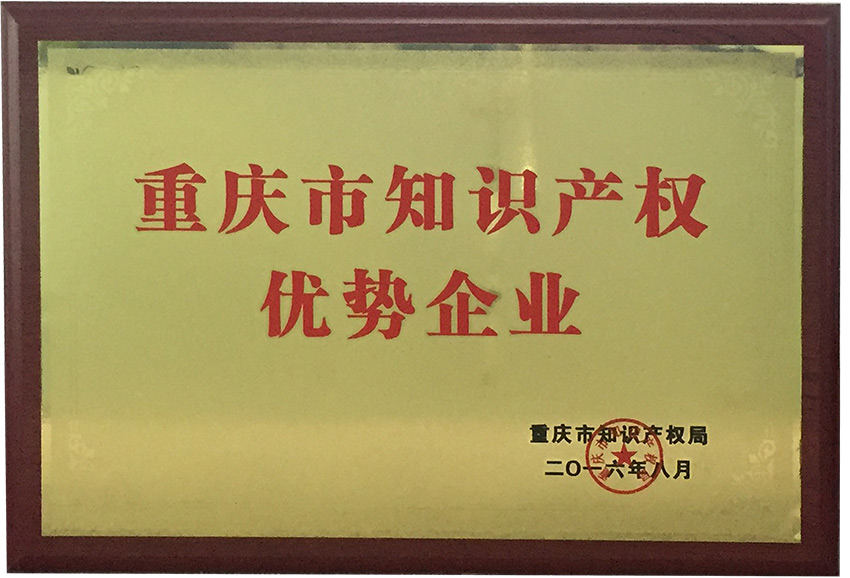 重庆市知识产权
优势企业
重庆市知识产权局
二〇一六年八月